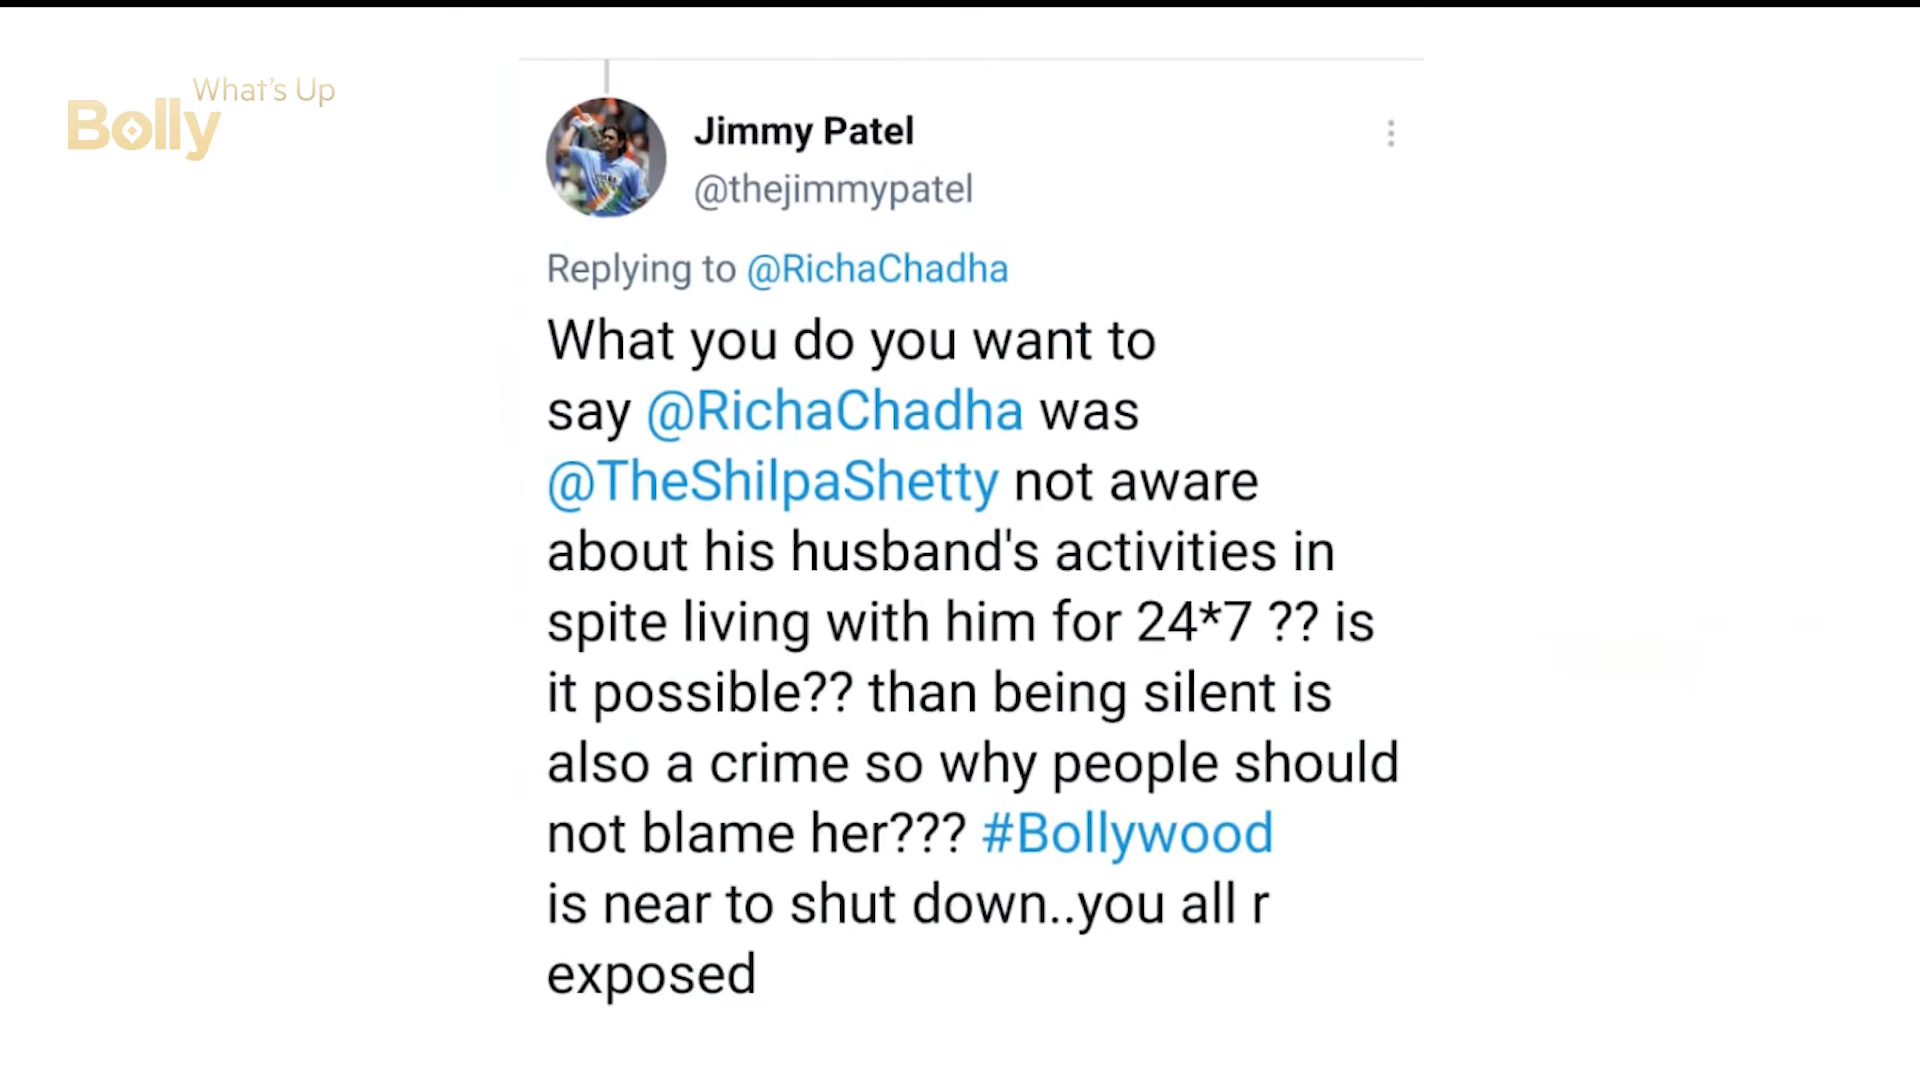 What's Up
Bolly
Jimmy Patel
@thejimmypatel
Replying to @RichaChadha
What you do you want to
say @RichaChadha was
@TheShilpaShetty not aware
about his husband's activities in
spite living with him for 24*7 ?? is
it possible?? than being silent is
also a crime so why people should
not blame her??? #Bollywood
is near to shut down..you all r
exposed